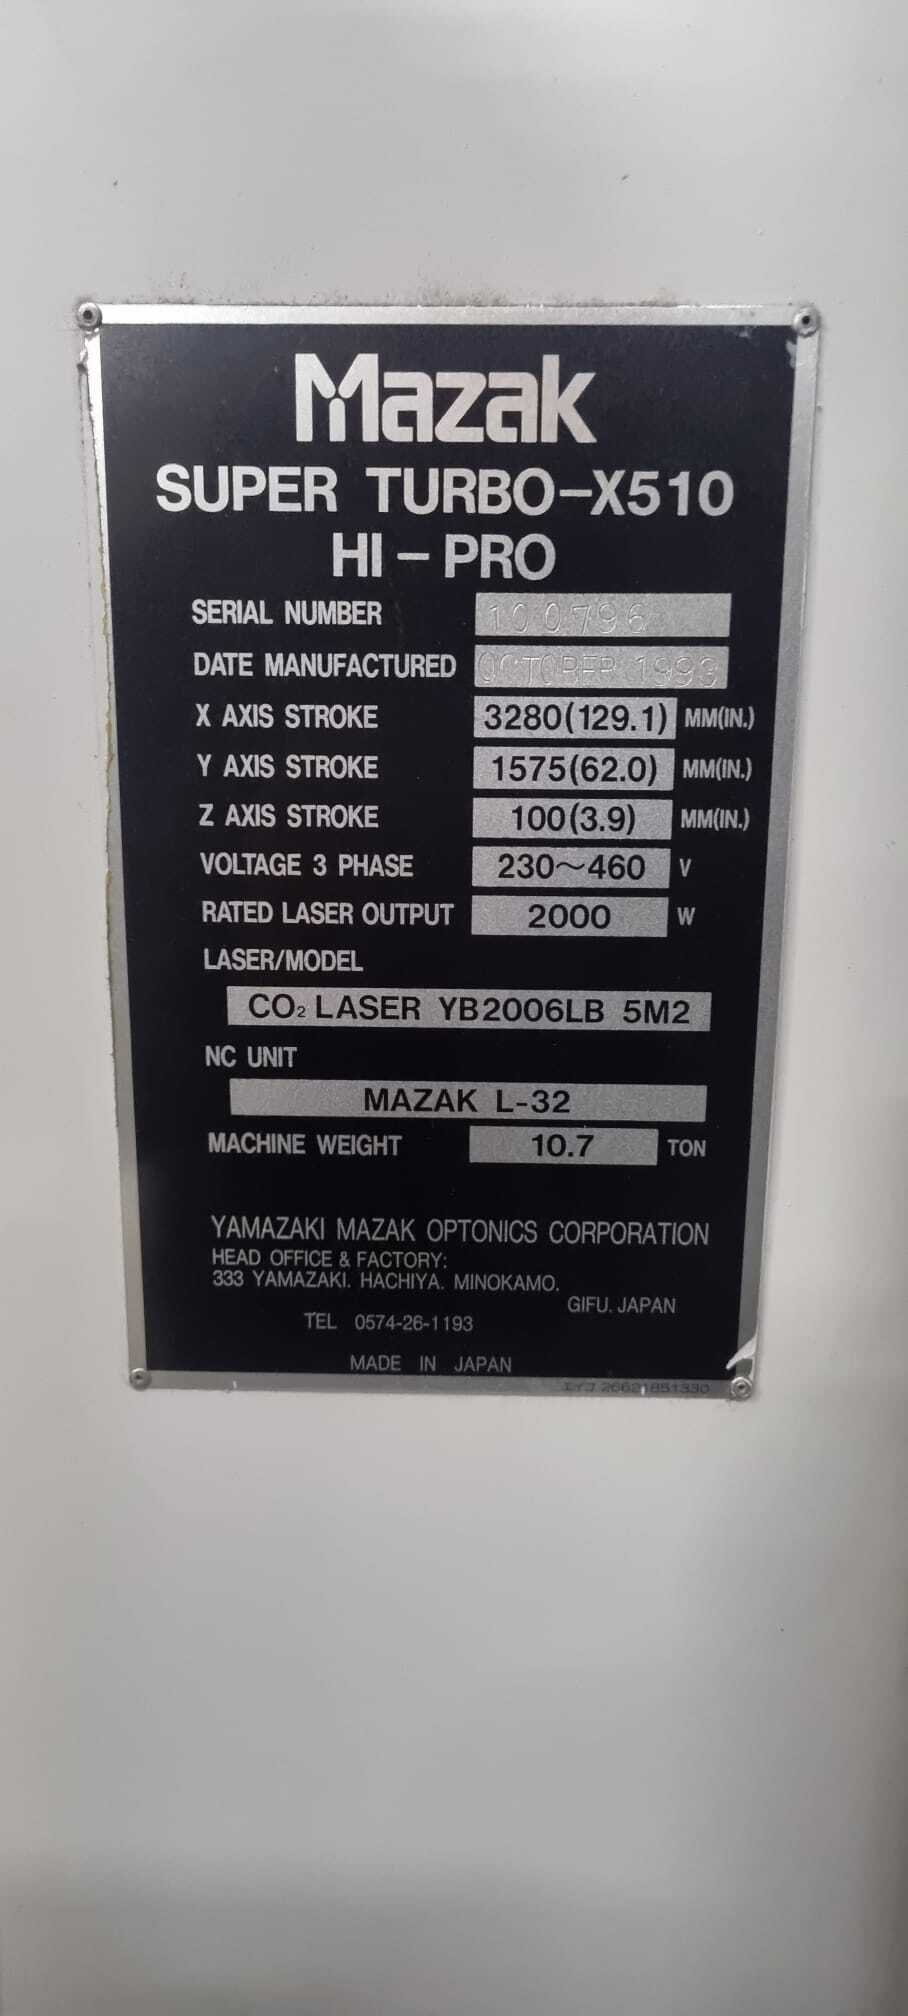 Mazak
SUPER TURBO-X510
HI-PRO
SERIAL NUMBER 100796
DATE MANUFACTURED OCTOBER 1993
X AXIS STROKE 3280(129.1) MM(IN.)
Y AXIS STROKE 1575(62.0) MM(IN.)
Z AXIS STROKE 100(3.9) MM(IN.)
VOLTAGE 3 PHASE 230~460 V
RATED LASER OUTPUT 2000 W
LASER/MODEL
CO₂ LASER YB2006LB 5M2
NC UNIT
MAZAK L-32
MACHINE WEIGHT 10.7 TON
YAMAZAKI MAZAK OPTONICS CORPORATION
HEAD OFFICE & FACTORY:
333 YAMAZAKI. HACHIYA. MINOKAMO.
GIFU. JAPAN
TEL 0574-26-1193
MADE IN JAPAN